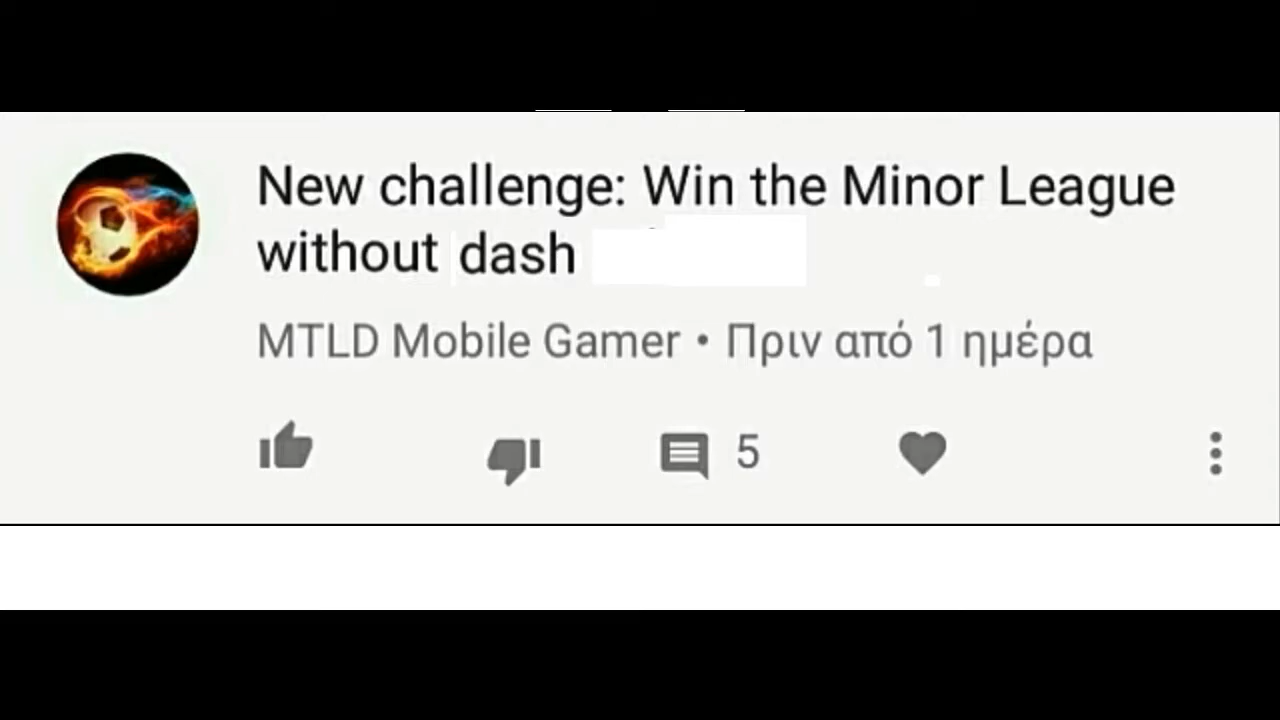 New challenge: Win the Minor League
without dash
MTLD Mobile Gamer • Πριν από 1 ημέρα
5